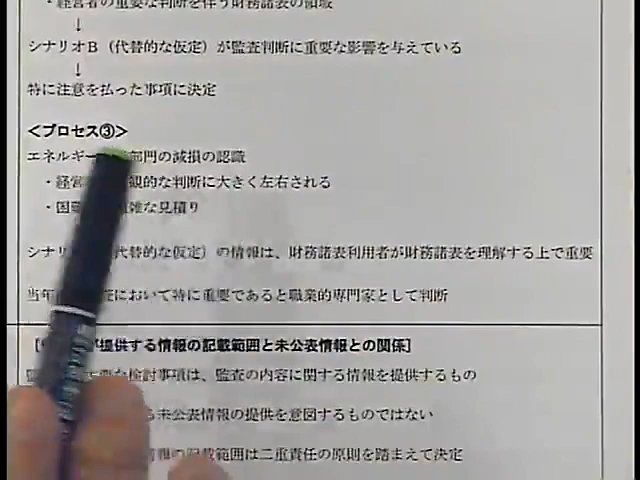 ・経営者の重要な判断を伴う財務諸表の領域
↓
シナリオB（代替的な仮定）が監査判断に重要な影響を与えている
↓
特に注意を払った事項に決定
＜プロセス③＞
エネルギー 部門の減損の認識
・経営 観的な判断に大きく左右される
・困 雑な見積り
シナリ 代替的な仮定）の情報は、財務諸表利用者が財務諸表を理解する上で重要
当年 において特に重要であると職業的専門家として判断
が提供する情報の記載範囲と未公表情報との関係］
な検討事項は、監査の内容に関する情報を提供するもの
る未公表情報の提供を意図するものではない
情報の記載範囲は二重責任の原則を踏まえて決定